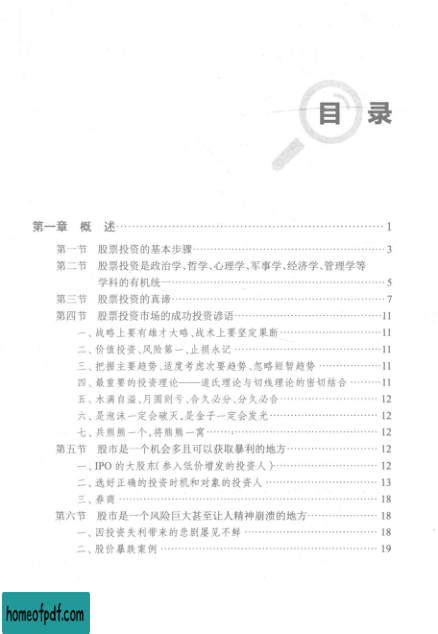 目 录
第一章 概 述 1
第一节 股票投资的基本步骤 3
第二节 股票投资是政治学、哲学、心理学、军事学、经济学、管理学等
学科的有机统一 5
第三节 股票投资的真谛 7
第四节 股票投资市场的成功投资谚语 11
一、战略上要有雄才大略、战术上要坚定果断 11
二、价值投资、风险第一、止损永记 11
三、把握主要趋势、适度考虑次要趋势、忽略短暂趋势 11
四、最重要的投资理论——道氏理论与切线理论的密切结合 11
五、水满自溢、月圆则亏、合久必分、分久必合 12
六、是泡沫一定会破灭,是金子一定会发光 12
七、兵熊熊一个,将熊熊一窝 12
第五节 股市是一个机会多且可以获取暴利的地方 12
一、IPO 的大股东(参入低价增发的投资人) 12
二、选好正确的投资时机和对象的投资人 13
三、券商 18
第六节 股市是一个风险巨大甚至让人精神崩溃的地方 18
一、因投资失利带来的悲剧屡见不鲜 18
二、股价暴跌案例 19
homeofpdf.com